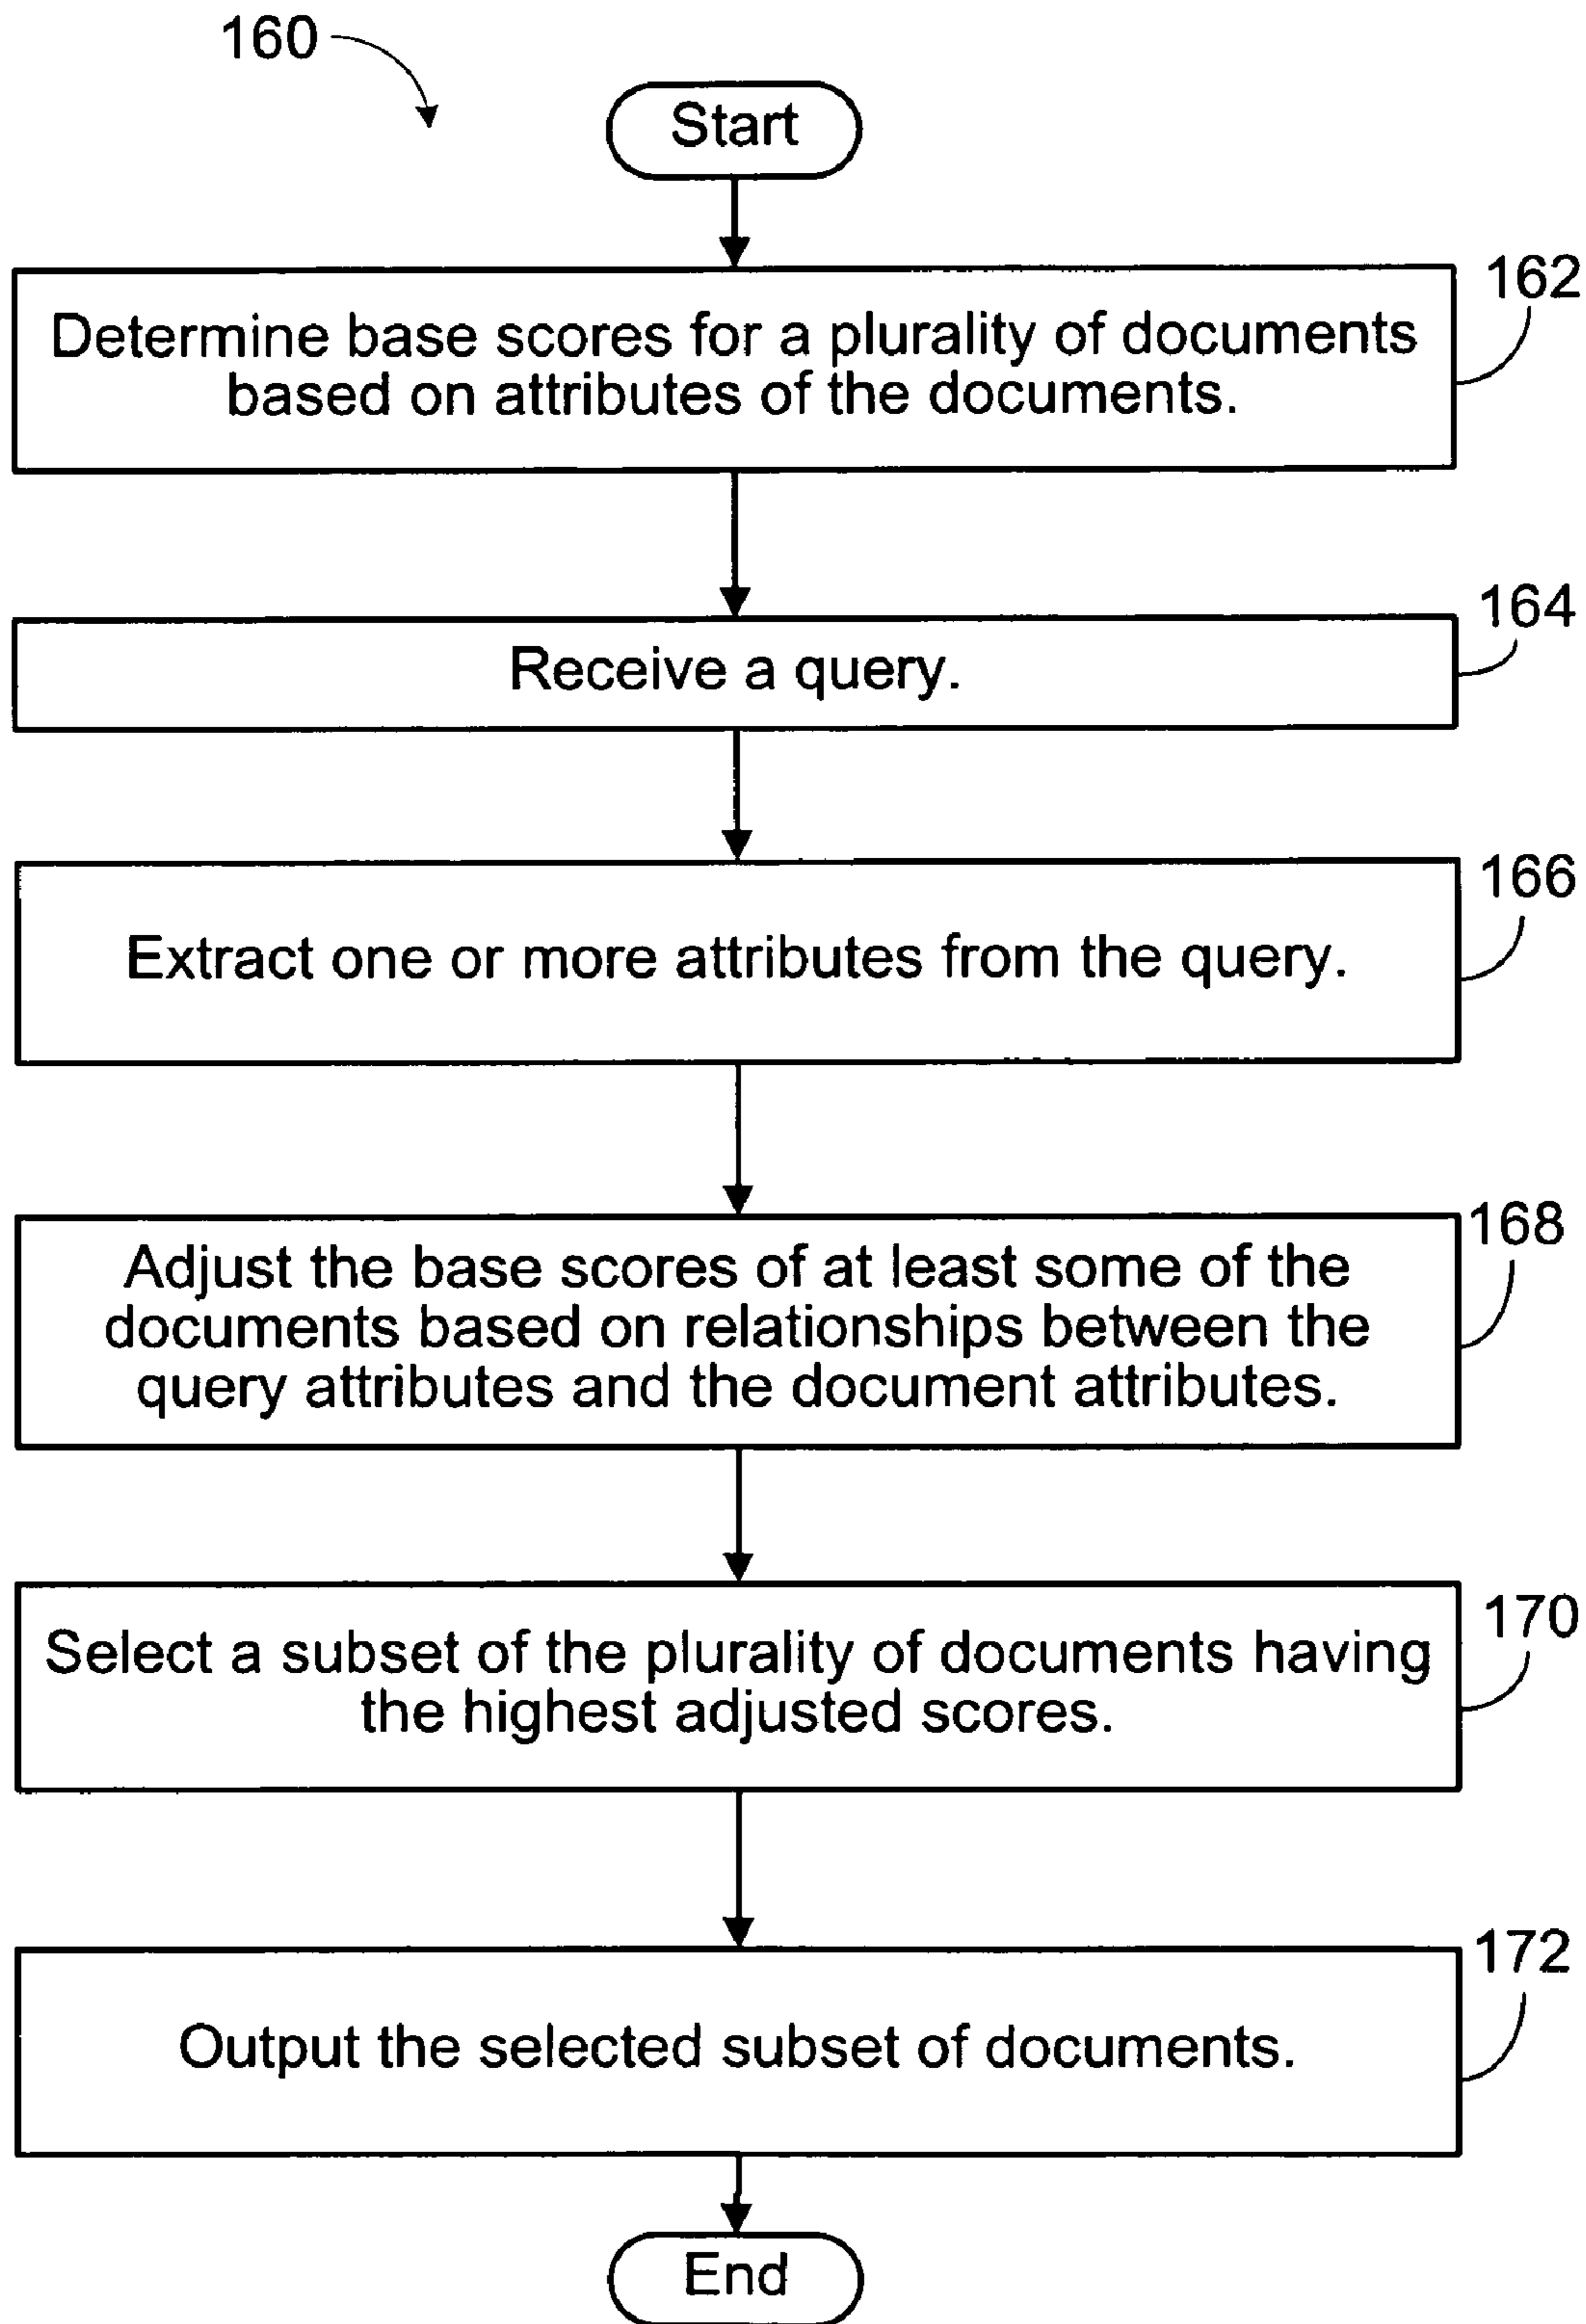 160
Start
162
Determine base scores for a plurality of documents
based on attributes of the documents.
164
Receive a query.
166
Extract one or more attributes from the query.
168
Adjust the base scores of at least some of the
documents based on relationships between the
query attributes and the document attributes.
170
Select a subset of the plurality of documents having
the highest adjusted scores.
172
Output the selected subset of documents.
End